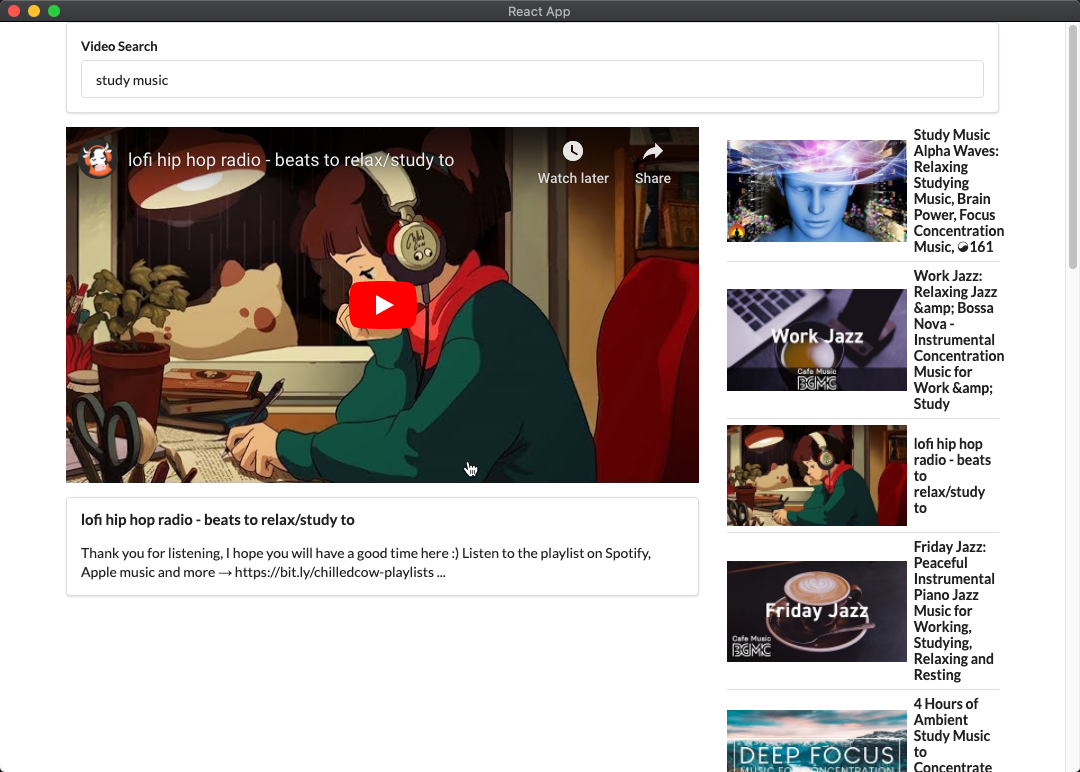 React App
Video Search
study music
lofi hip hop radio - beats to relax/study to
Watch later
Share
lofi hip hop radio - beats to relax/study to
Thank you for listening, I hope you will have a good time here :) Listen to the playlist on Spotify,
Apple music and more → https://bit.ly/chilledcow-playlists ...
Study Music
Alpha Waves:
Relaxing
Studying
Music, Brain
Power, Focus
Concentration
Music, ☯161
Work Jazz
Cafe Music
BGMC
Work Jazz:
Relaxing Jazz
&amp; Bossa
Nova -
Instrumental
Concentration
Music for
Work &amp;
Study
lofi hip hop
radio - beats
to
relax/study
to
Friday Jazz
Cafe Music
BGMC
Friday Jazz:
Peaceful
Instrumental
Piano Jazz
Music for
Working,
Studying,
Relaxing and
Resting
DEEP FOCUS
MUSIC FOR CONCENTRATION
4 Hours of
Ambient
Study Music
to
Concentrate